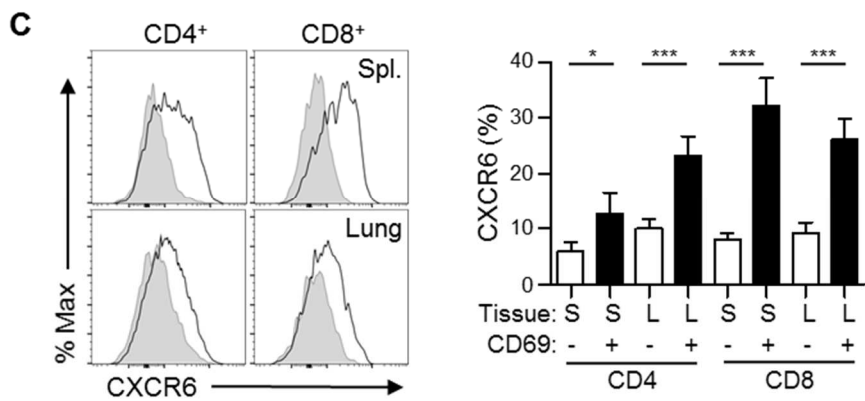 C
CD4+ CD8+
Spl.
Lung
% Max
CXCR6
* *** *** ***
CXCR6 (%)
40
30
20
10
0
Tissue: S S L L S S L L
CD69: - + - + - + - +
CD4 CD8